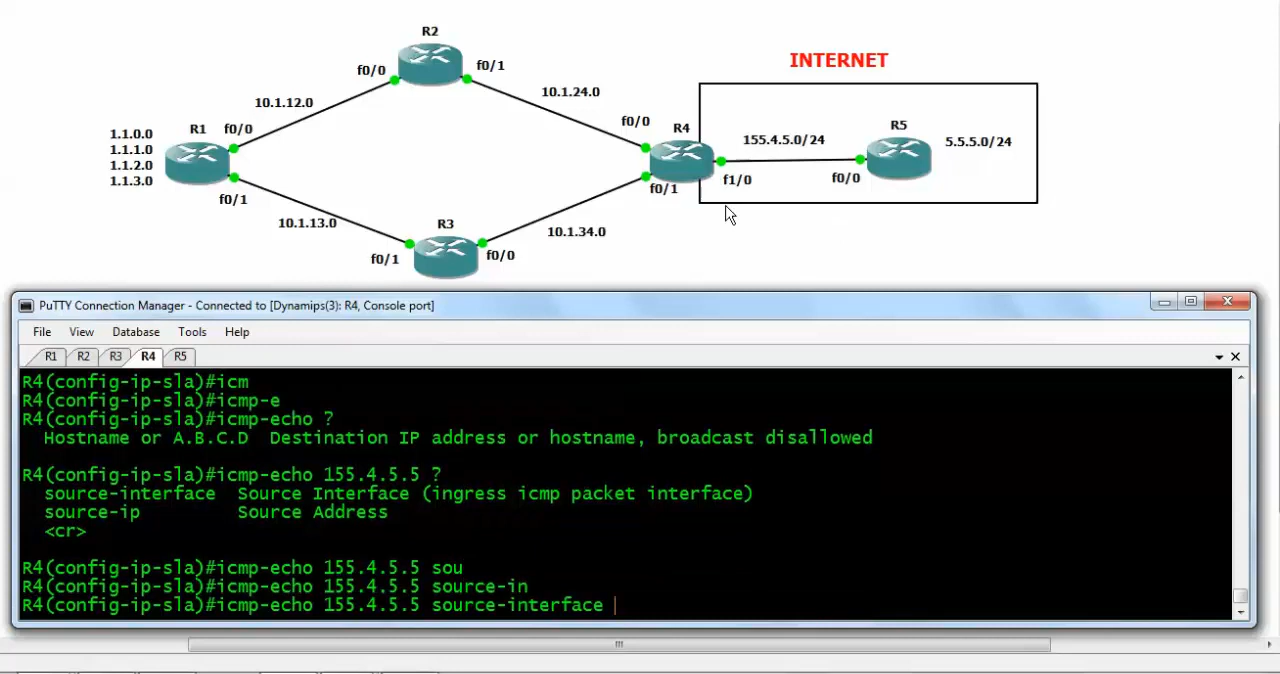 R2
INTERNET
f0/0
f0/1
10.1.12.0
10.1.24.0
1.1.0.0
1.1.1.0
1.1.2.0
1.1.3.0
R1
f0/0
f0/0
R4
155.4.5.0/24
R5
5.5.5.0/24
f0/1
f0/1
f1/0
f0/0
10.1.13.0
R3
10.1.34.0
f0/1
f0/0
PuTTY Connection Manager - Connected to [Dynamips(3): R4, Console port]
File View Database Tools Help
R1 R2 R3 R4 R5
R4(config-ip-sla)#icm
R4(config-ip-sla)#icmp-e
R4(config-ip-sla)#icmp-echo ?
Hostname or A.B.C.D Destination IP address or hostname, broadcast disallowed
R4(config-ip-sla)#icmp-echo 155.4.5.5 ?
source-interface Source Interface (ingress icmp packet interface)
source-ip Source Address
<cr>
R4(config-ip-sla)#icmp-echo 155.4.5.5 sou
R4(config-ip-sla)#icmp-echo 155.4.5.5 source-in
R4(config-ip-sla)#icmp-echo 155.4.5.5 source-interface